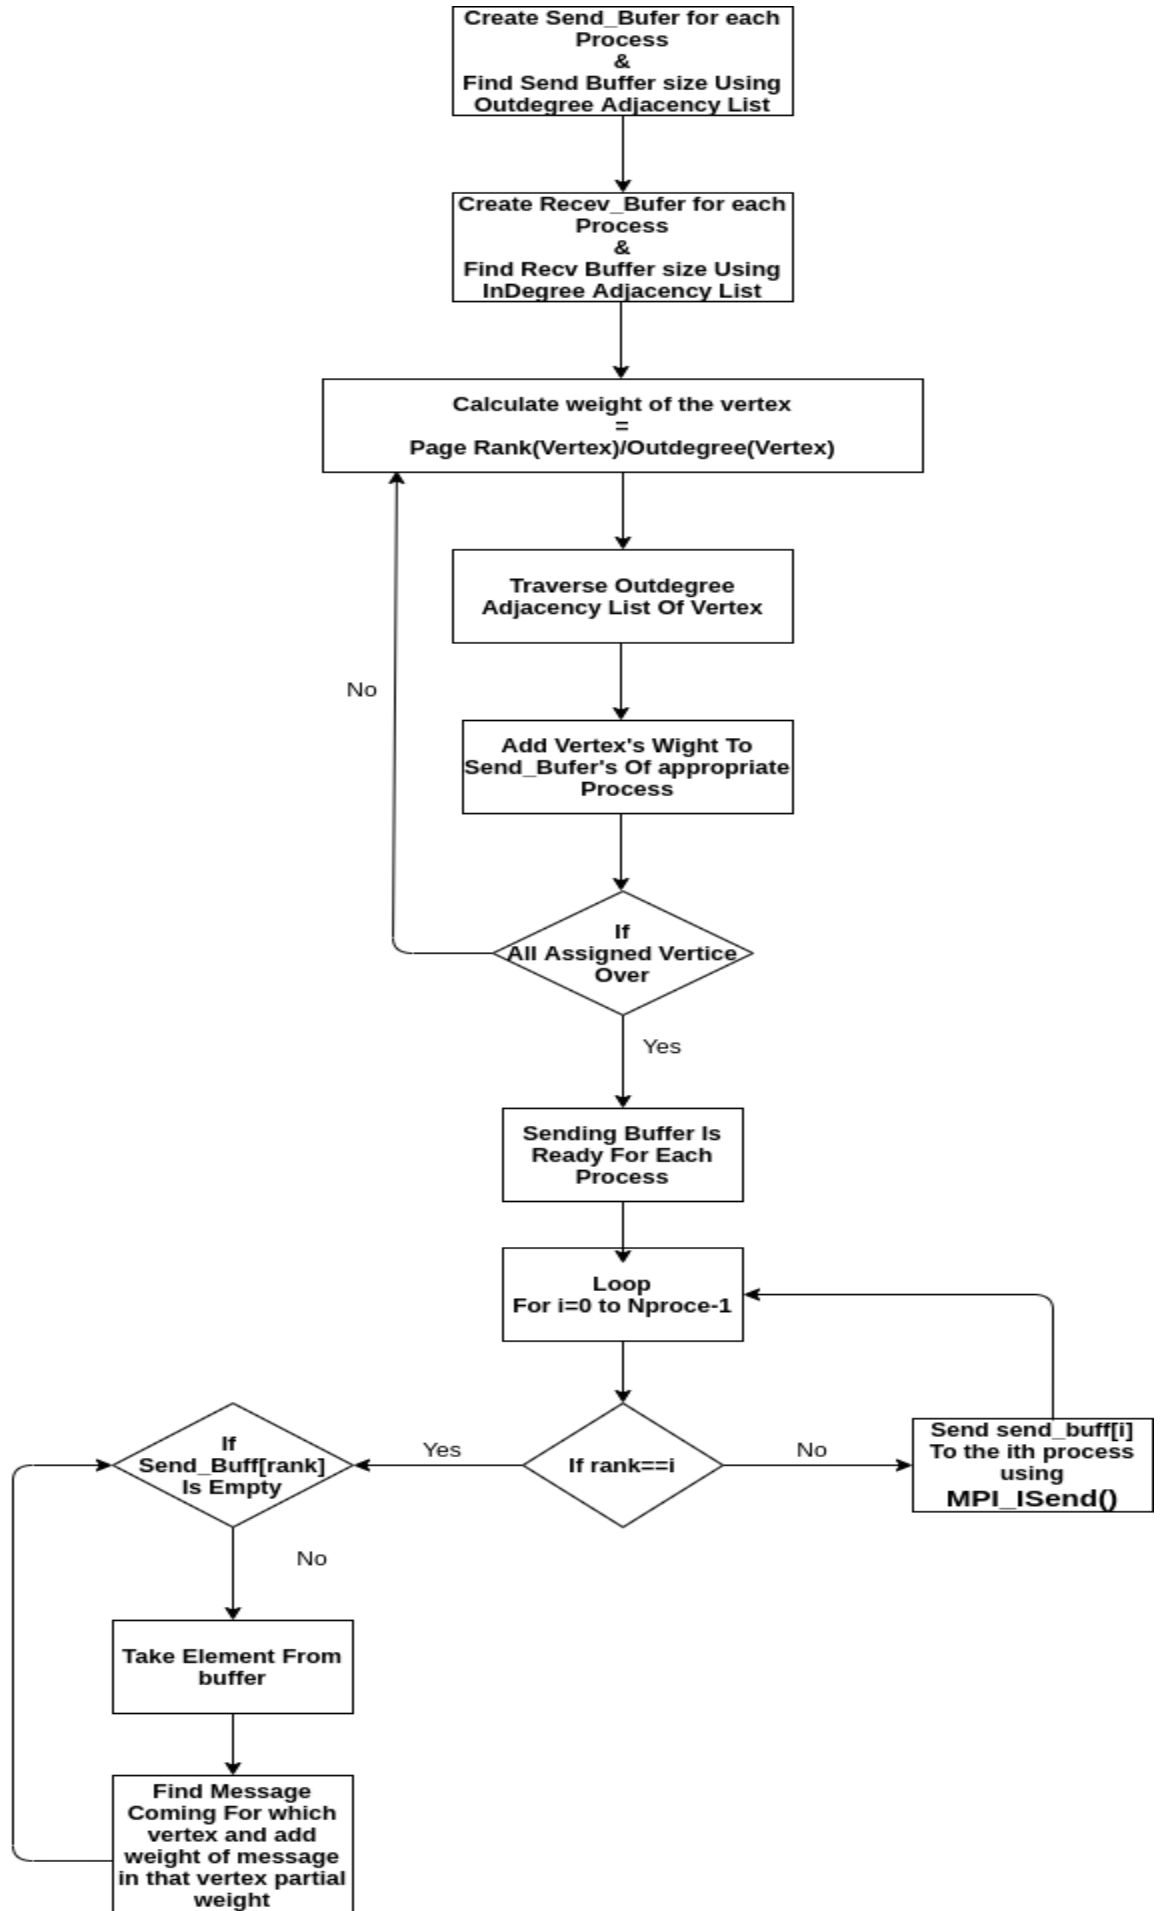 Create Send_Bufer for each
Process
&
Find Send Buffer size Using
Outdegree Adjacency List
Create Recev_Bufer for each
Process
&
Find Recv Buffer size Using
InDegree Adjacency List
Calculate weight of the vertex
=
Page Rank(Vertex)/Outdegree(Vertex)
Traverse Outdegree
Adjacency List Of Vertex
No
Add Vertex's Wight To
Send_Bufer's Of appropriate
Process
If
All Assigned Vertice
Over
Yes
Sending Buffer Is
Ready For Each
Process
Loop
For i=0 to Nproce-1
If
Send_Buff[rank]
Is Empty
Yes
If rank==i
No
Send send_buff[i]
To the ith process
using
MPI_ISend()
No
Take Element From
buffer
Find Message
Coming For which
vertex and add
weight of message
in that vertex partial
weight